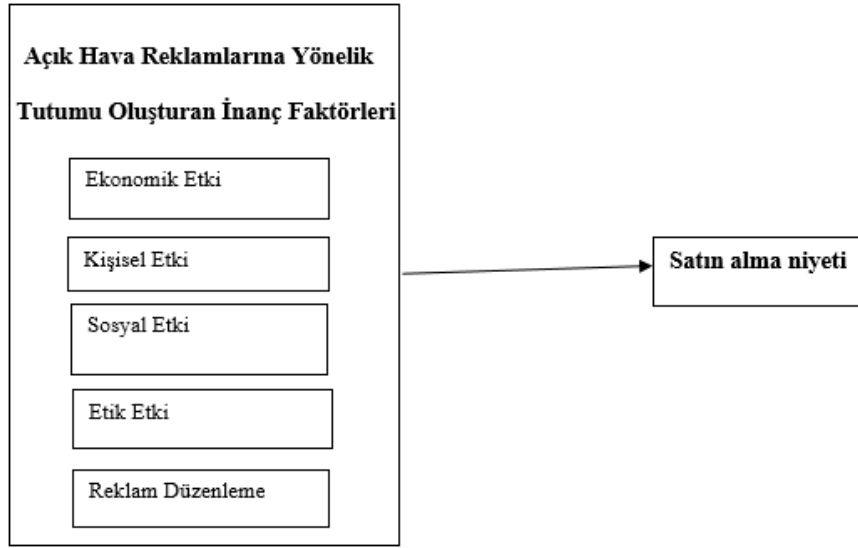 Açık Hava Reklamlarına Yönelik
Tutumu Oluşturan İnanç Faktörleri
Ekonomik Etki
Kişisel Etki
Sosyal Etki
Etik Etki
Reklam Düzenleme
Satın alma niyeti